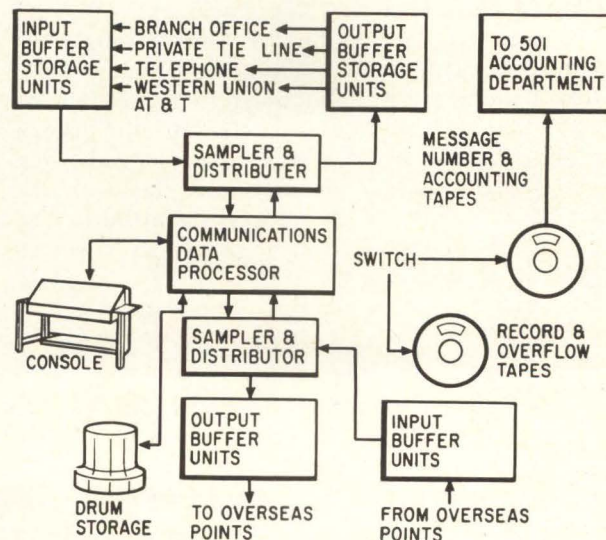 INPUT
BUFFER
STORAGE
UNITS
BRANCH OFFICE
PRIVATE TIE LINE
TELEPHONE
WESTERN UNION
AT & T
OUTPUT
BUFFER
STORAGE
UNITS
TO 501
ACCOUNTING
DEPARTMENT
SAMPLER &
DISTRIBUTER
MESSAGE
NUMBER &
ACCOUNTING
TAPES
COMMUNICATIONS
DATA
PROCESSOR
SWITCH
CONSOLE
SAMPLER &
DISTRIBUTOR
RECORD &
OVERFLOW
TAPES
OUTPUT
BUFFER
UNITS
INPUT
BUFFER
UNITS
DRUM
STORAGE
TO OVERSEAS
POINTS
FROM OVERSEAS
POINTS